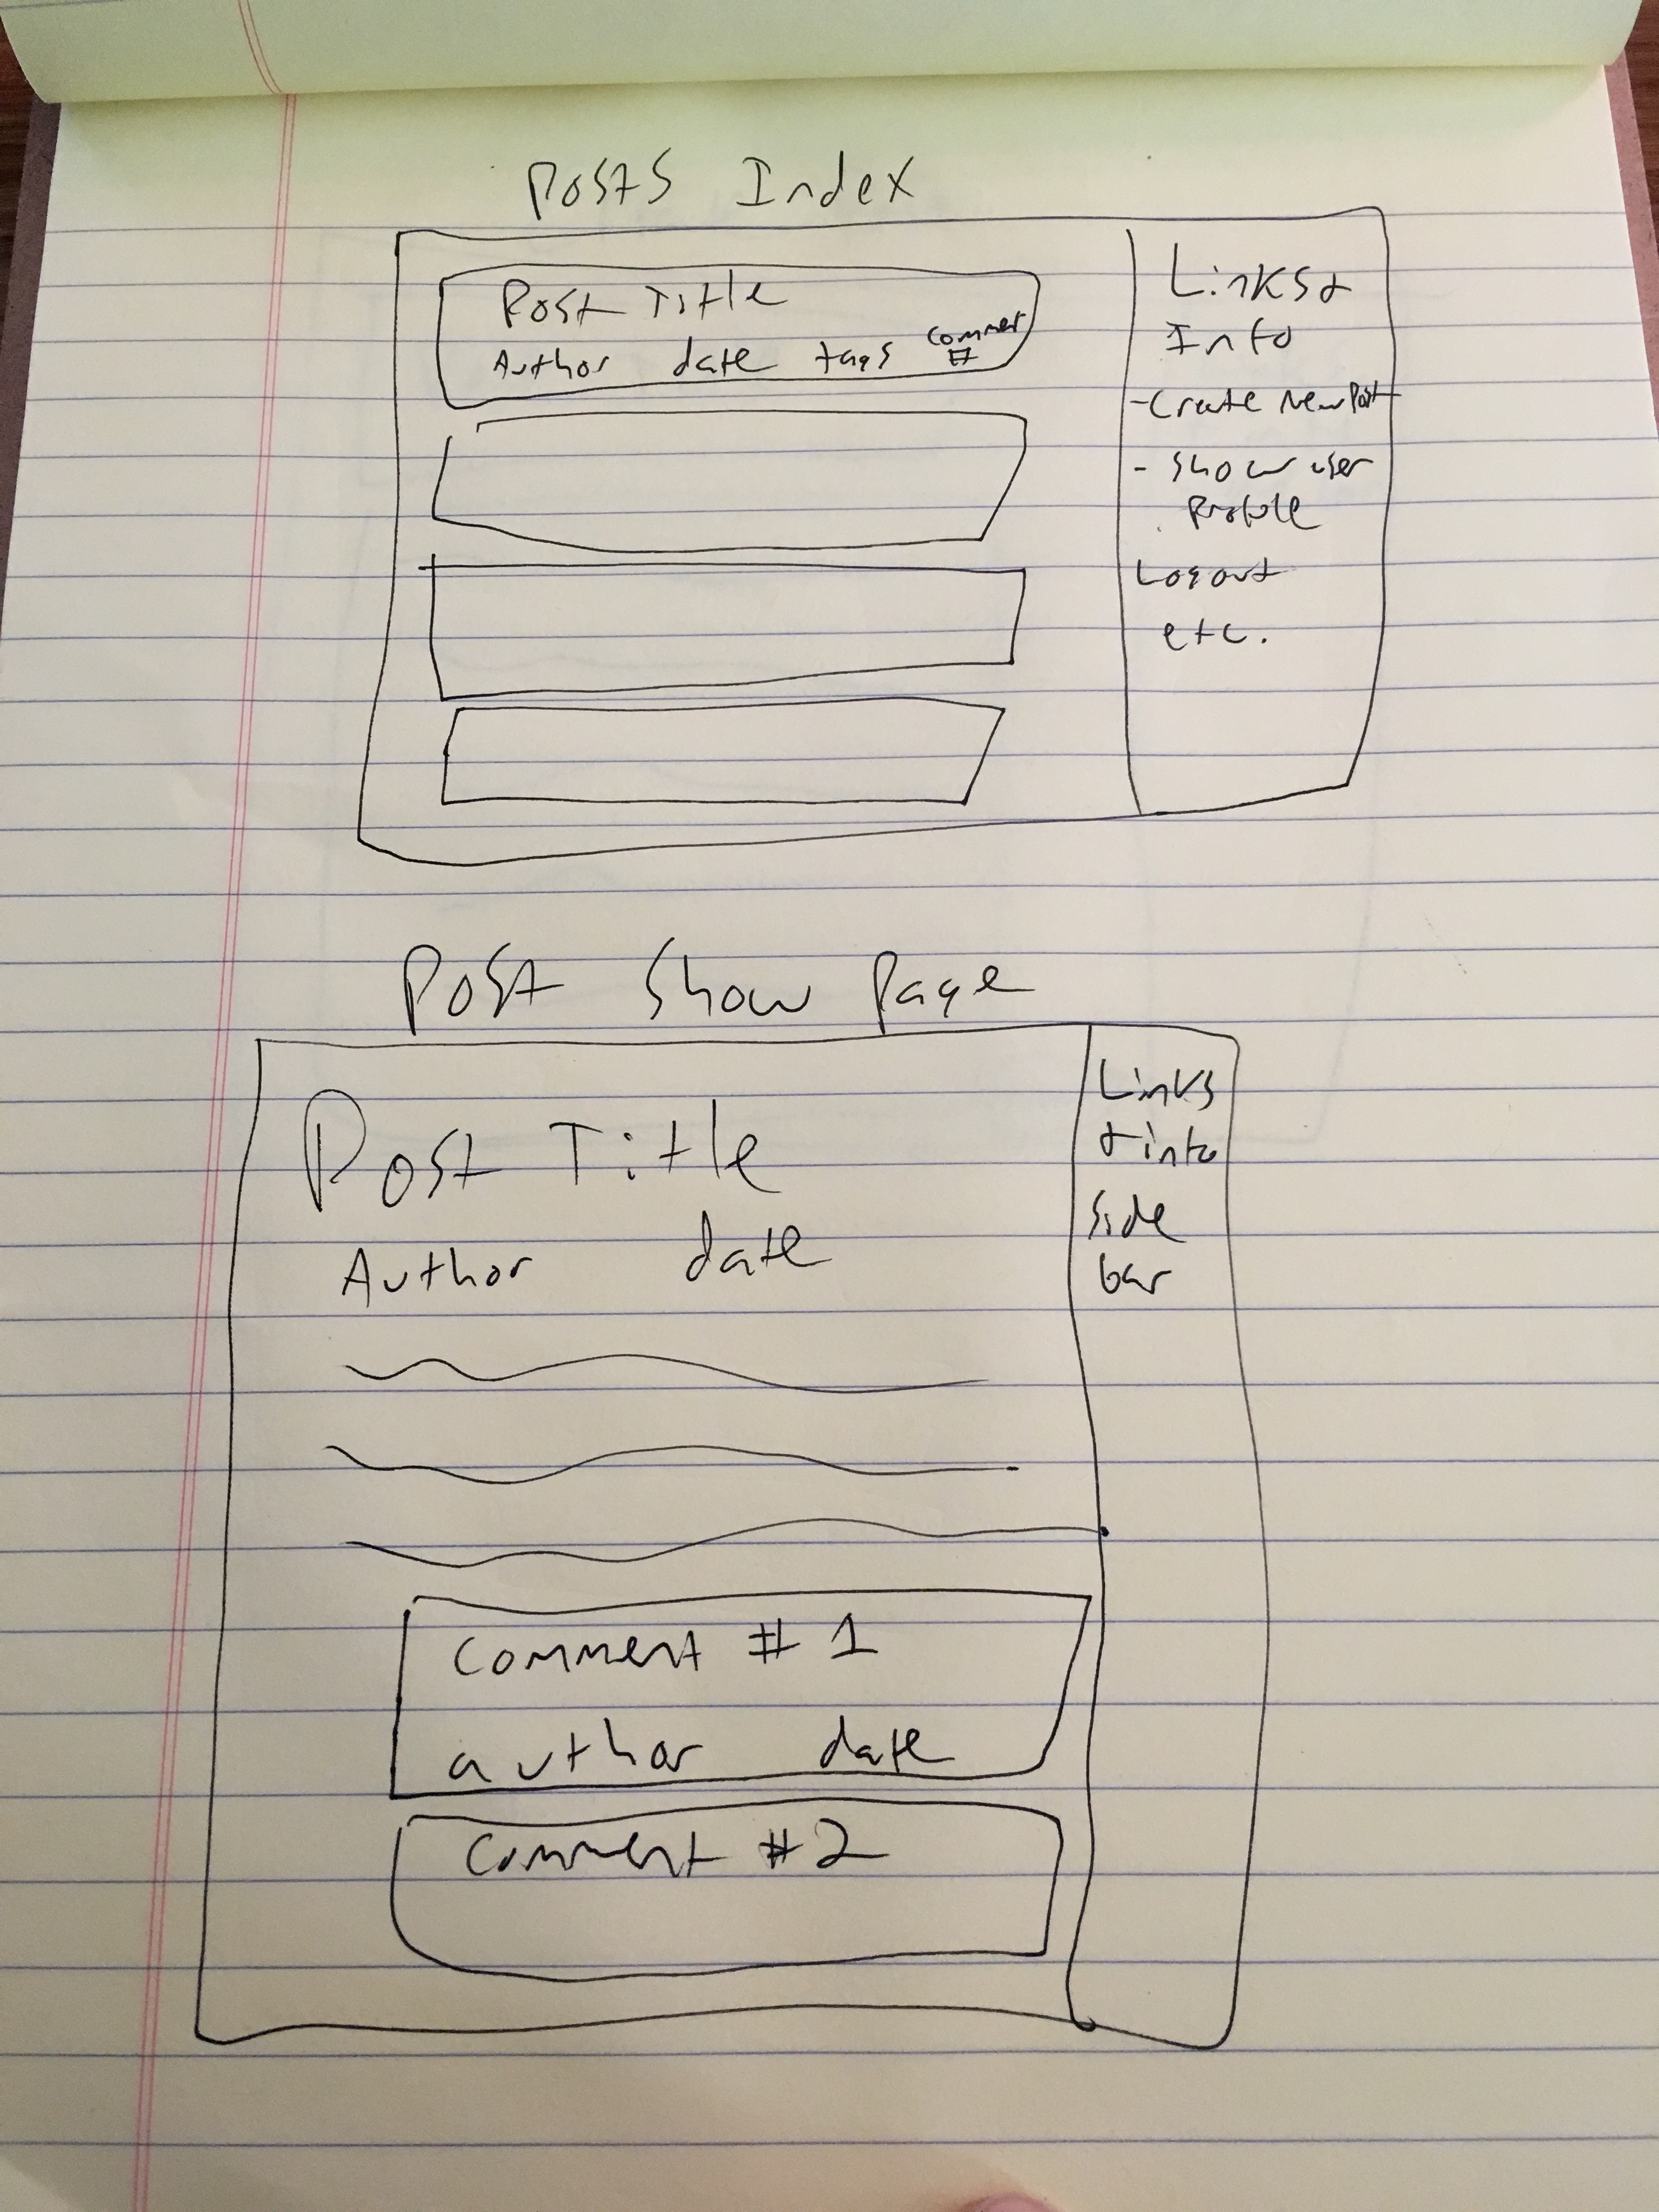 Posts Index
Post Title
Author date tags Commet #
Links &
Info
- Create New Post
- Show user
Profile
Logout
etc.
Post Show Page
Post Title
Author date
Links
& info
side
bar
Comment # 1
author date
Comment # 2